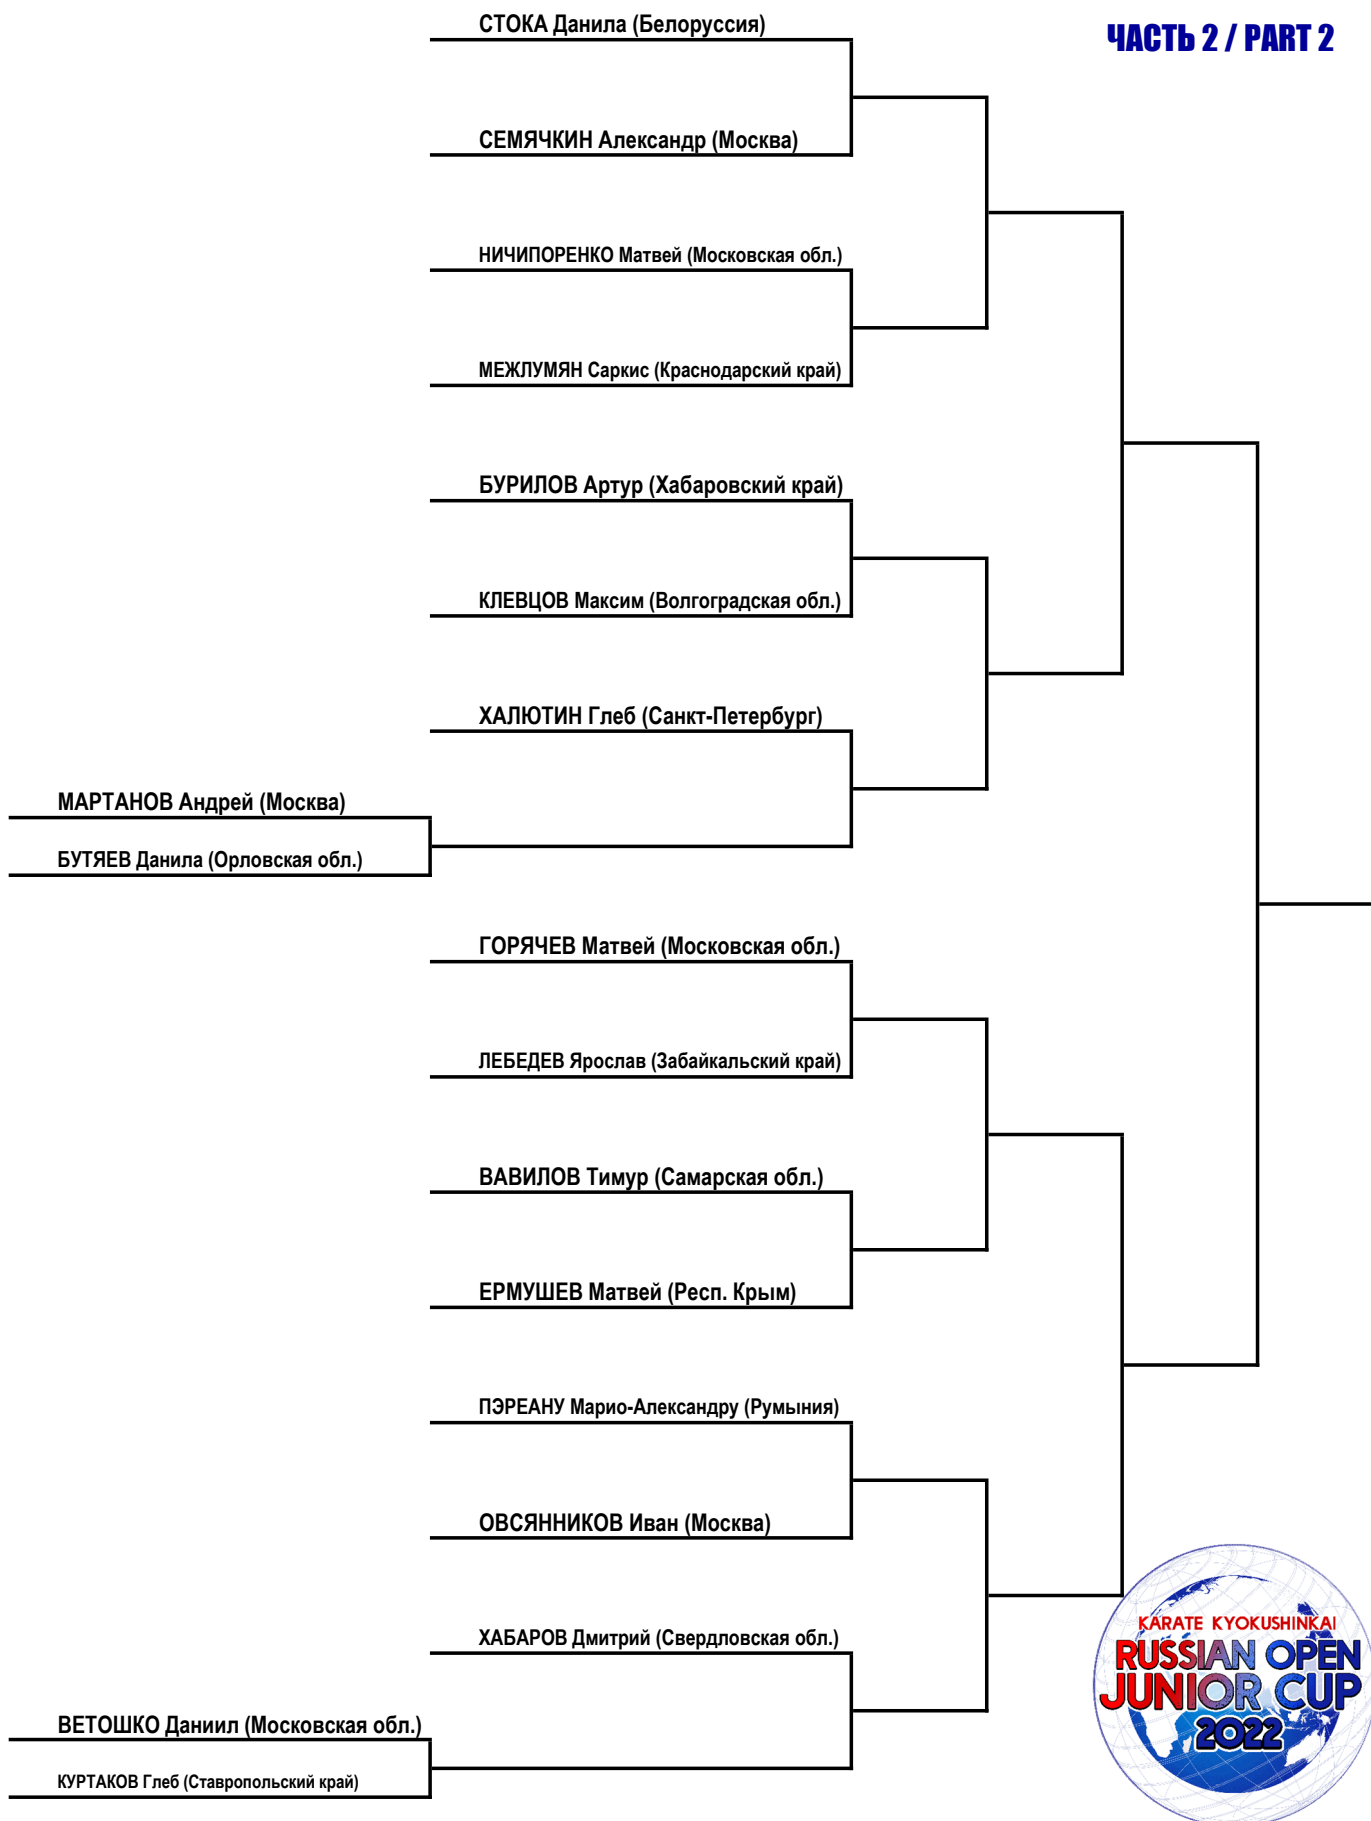 СТОКА Данила (Белоруссия)
ЧАСТЬ 2 / PART 2
СЕМЯЧКИН Александр (Москва)
НИЧИПОРЕНКО Матвей (Московская обл.)
МЕЖЛУМЯН Саркис (Краснодарский край)
БУРИЛОВ Артур (Хабаровский край)
КЛЕВЦОВ Максим (Волгоградская обл.)
ХАЛЮТИН Глеб (Санкт-Петербург)
МАРТАНОВ Андрей (Москва)
БУТЯЕВ Данила (Орловская обл.)
ГОРЯЧЕВ Матвей (Московская обл.)
ЛЕБЕДЕВ Ярослав (Забайкальский край)
ВАВИЛОВ Тимур (Самарская обл.)
ЕРМУШЕВ Матвей (Респ. Крым)
ПЭРЕАНУ Марио-Александру (Румыния)
ОВСЯННИКОВ Иван (Москва)
ХАБАРОВ Дмитрий (Свердловская обл.)
ВЕТОШКО Даниил (Московская обл.)
КУРТАКОВ Глеб (Ставропольский край)
KARATE KYOKUSHINKAI
RUSSIAN OPEN
JUNIOR CUP
2022